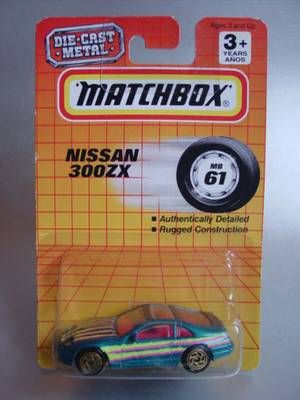 DIE-CAST
METAL
Ages 3 and Up
3+
YEARS
AÑOS
MATCHBOX®
NISSAN
300ZX
MB
61
Authentically Detailed
Rugged Construction